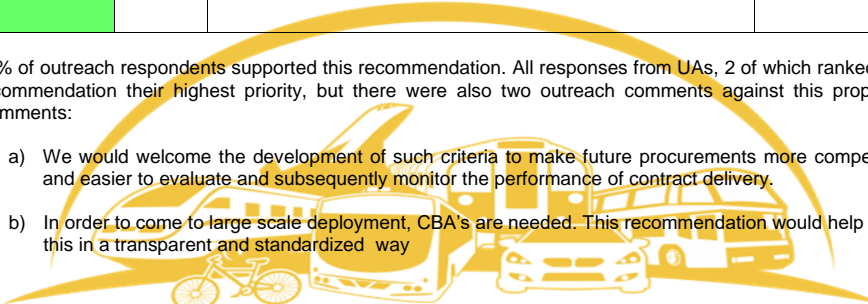 % of outreach respondents supported this recommendation. All responses from UAs, 2 of which ranked
commendation their highest priority, but there were also two outreach comments against this prop
mments:
a) We would welcome the development of such criteria to make future procurements more compe
and easier to evaluate and subsequently monitor the performance of contract delivery.
b) In order to come to large scale deployment, CBA's are needed. This recommendation would help
this in a transparent and standardized way